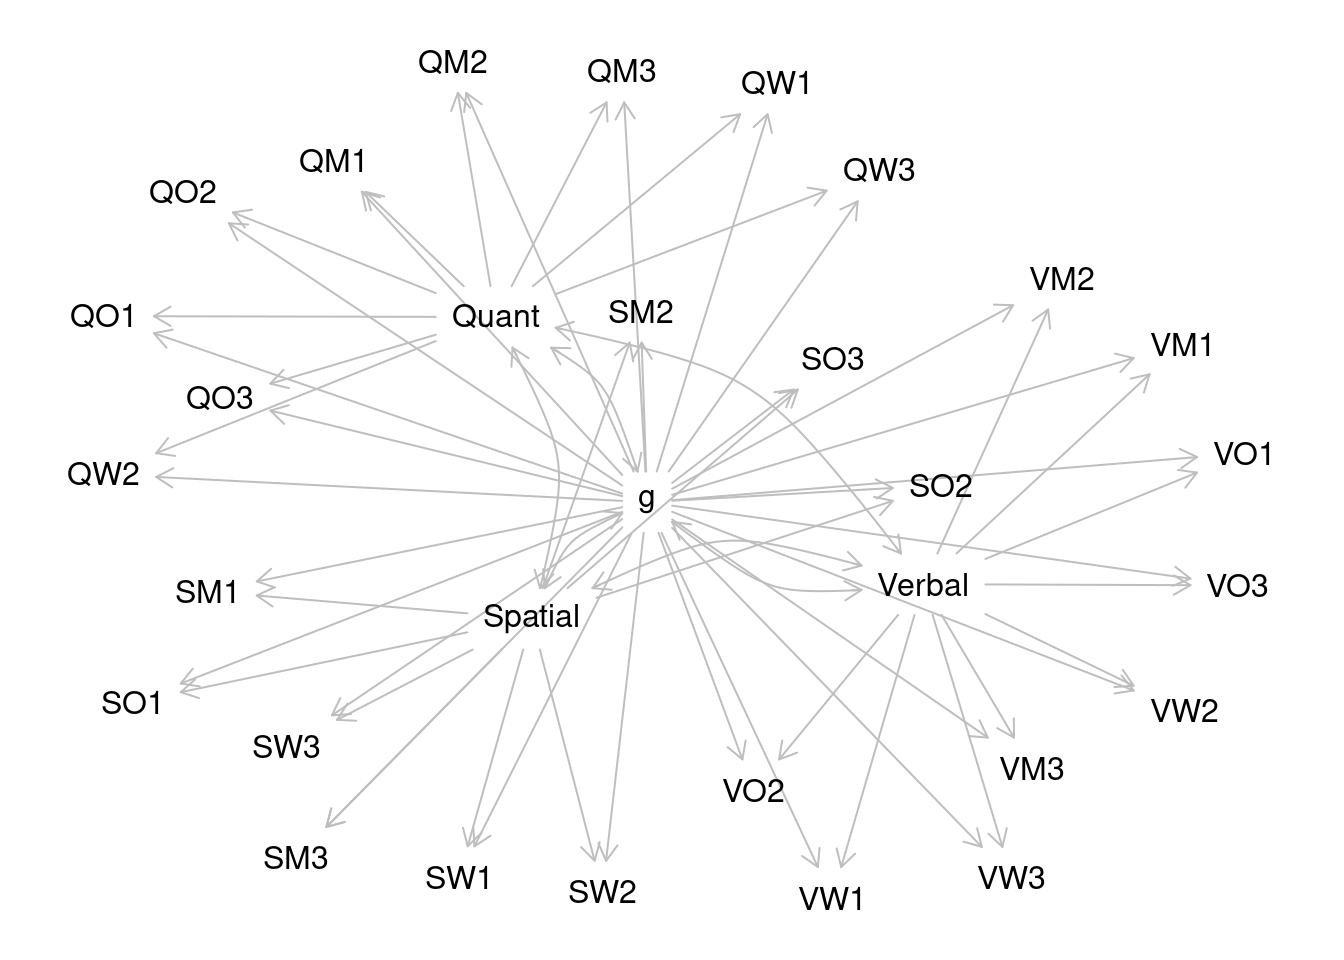 QM2
QM3
QW1
QM1
QW3
QO2
VM2
QO1
Quant
SM2
VM1
SO3
QO3
VO1
QW2
SO2
g
SM1
Verbal
VO3
Spatial
SO1
VW2
SW3
VM3
VO2
SM3
SW1
VW3
SW2
VW1